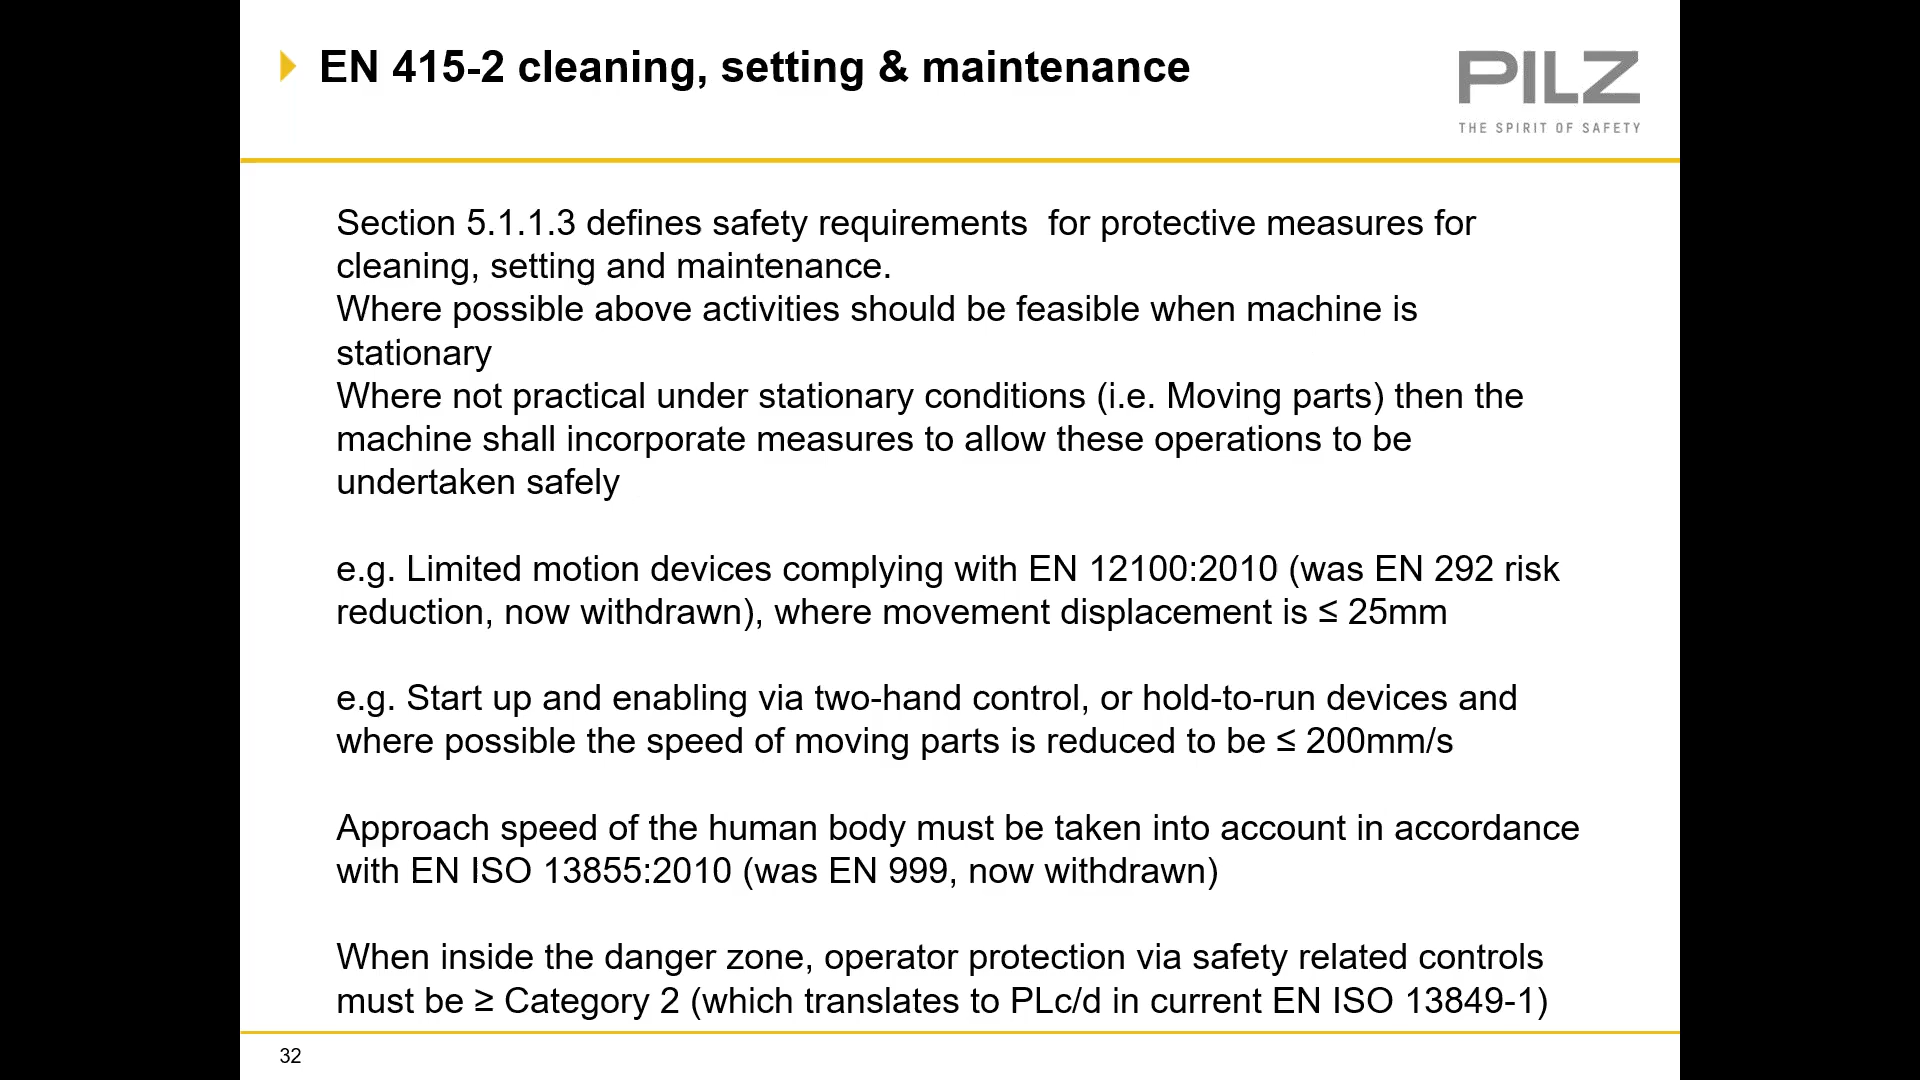 EN 415-2 cleaning, setting & maintenance
PILZ
THE SPIRIT OF SAFETY
Section 5.1.1.3 defines safety requirements  for protective measures for
cleaning, setting and maintenance.
Where possible above activities should be feasible when machine is
stationary
Where not practical under stationary conditions (i.e. Moving parts) then the
machine shall incorporate measures to allow these operations to be
undertaken safely
e.g. Limited motion devices complying with EN 12100:2010 (was EN 292 risk
reduction, now withdrawn), where movement displacement is ≤ 25mm
e.g. Start up and enabling via two-hand control, or hold-to-run devices and
where possible the speed of moving parts is reduced to be ≤ 200mm/s
Approach speed of the human body must be taken into account in accordance
with EN ISO 13855:2010 (was EN 999, now withdrawn)
When inside the danger zone, operator protection via safety related controls
must be ≥ Category 2 (which translates to PLc/d in current EN ISO 13849-1)
32